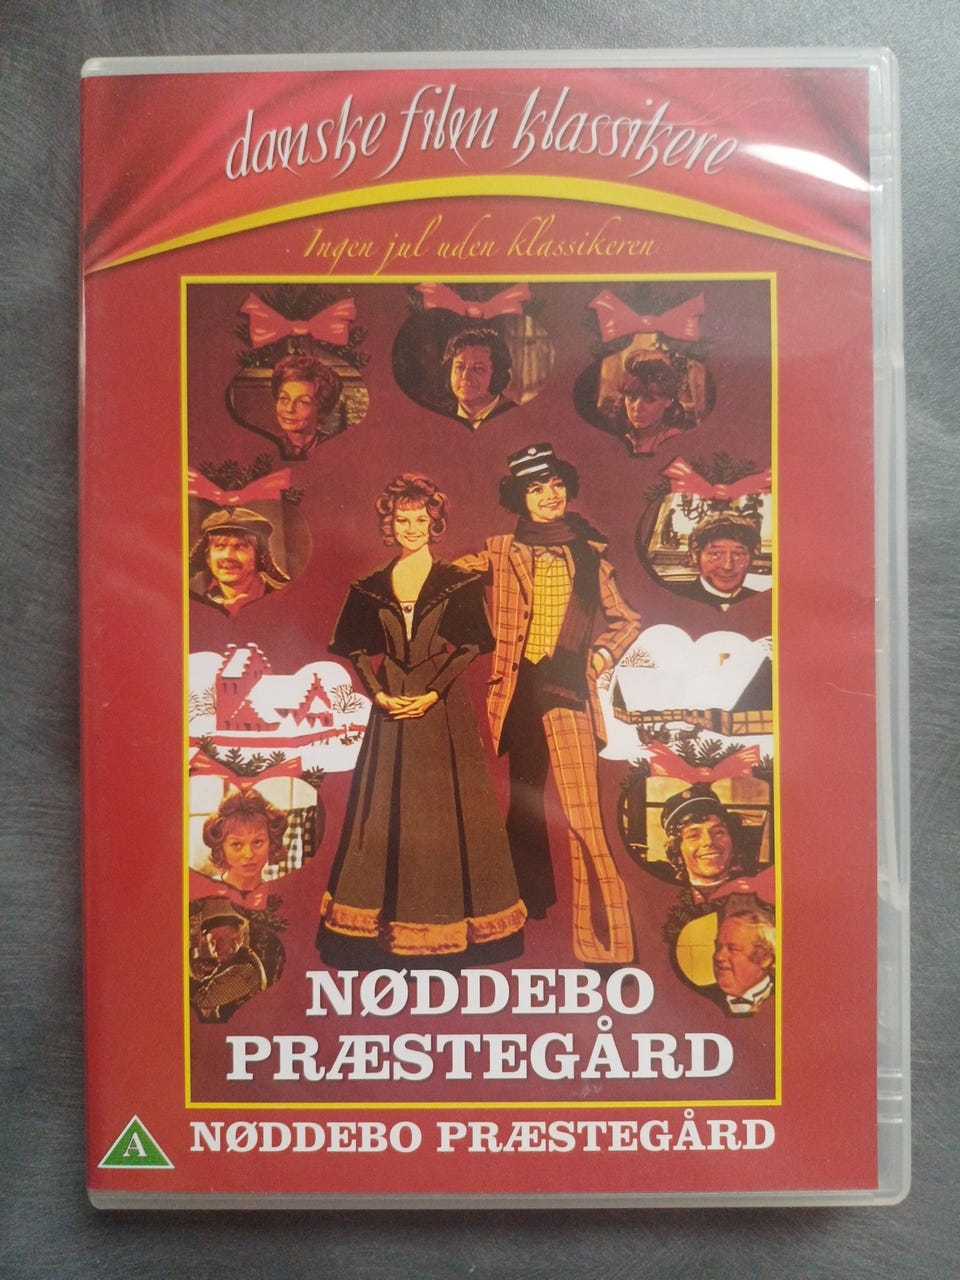 danske film klassikere
Ingen jul uden klassikeren
NØDDEBO
PRÆSTEGÅRD
A
NØDDEBO PRÆSTEGÅRD